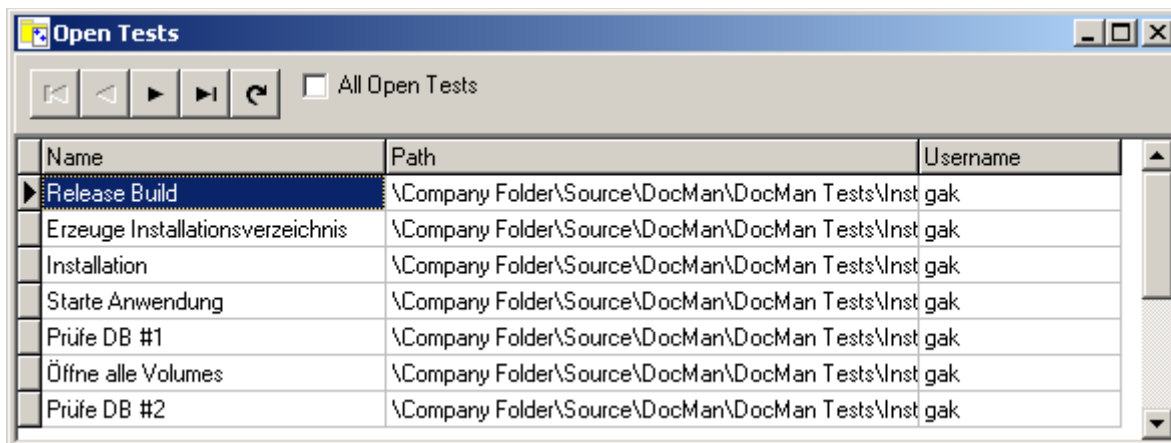 Open Tests
All Open Tests
Name Path Username
Release Build \Company Folder\Source\DocMan\DocMan Tests\Inst gak
Erzeuge Installationsverzeichnis \Company Folder\Source\DocMan\DocMan Tests\Inst gak
Installation \Company Folder\Source\DocMan\DocMan Tests\Inst gak
Starte Anwendung \Company Folder\Source\DocMan\DocMan Tests\Inst gak
Prüfe DB #1 \Company Folder\Source\DocMan\DocMan Tests\Inst gak
Öffne alle Volumes \Company Folder\Source\DocMan\DocMan Tests\Inst gak
Prüfe DB #2 \Company Folder\Source\DocMan\DocMan Tests\Inst gak